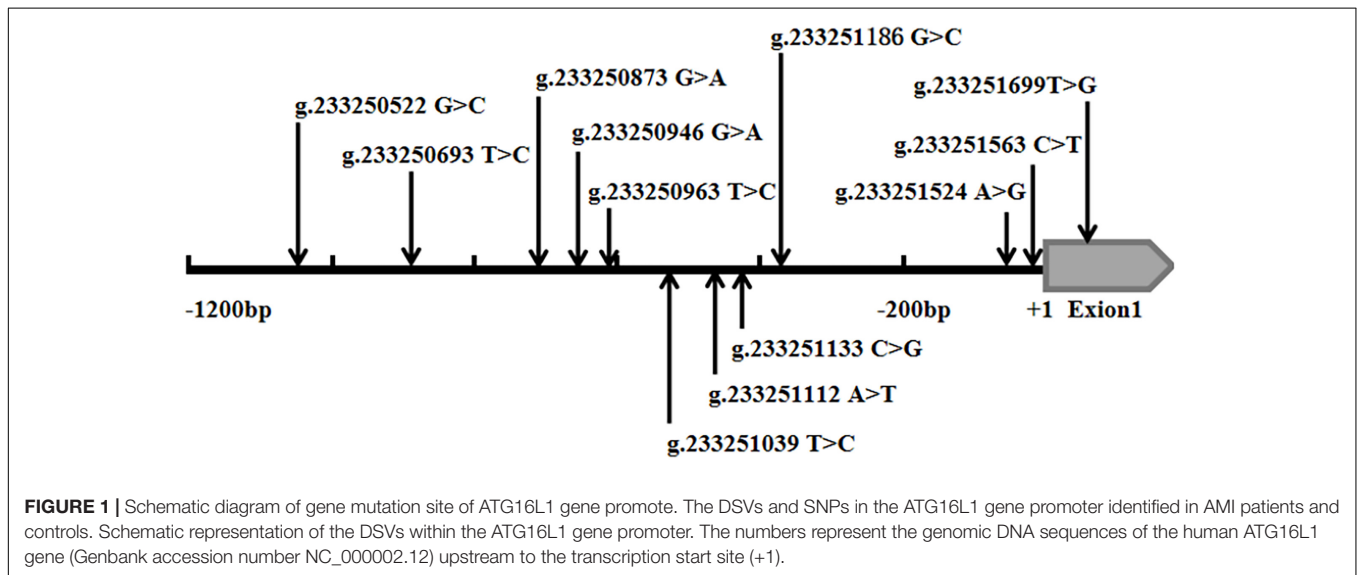 g.233251186 G>C
g.233250873 G>A
g.233251699T>G
g.233250522 G>C
g.233250946 G>A
g.233250693 T>C
g.233251563 C>T
g.233250963 T>C
g.233251524 A>G
-1200bp
-200bp
+1 Exion1
g.233251133 C>G
g.233251112 A>T
g.233251039 T>C
FIGURE 1 | Schematic diagram of gene mutation site of ATG16L1 gene promote. The DSVs and SNPs in the ATG16L1 gene promoter identified in AMI patients and
controls. Schematic representation of the DSVs within the ATG16L1 gene promoter. The numbers represent the genomic DNA sequences of the human ATG16L1
gene (Genbank accession number NC_000002.12) upstream to the transcription start site (+1).